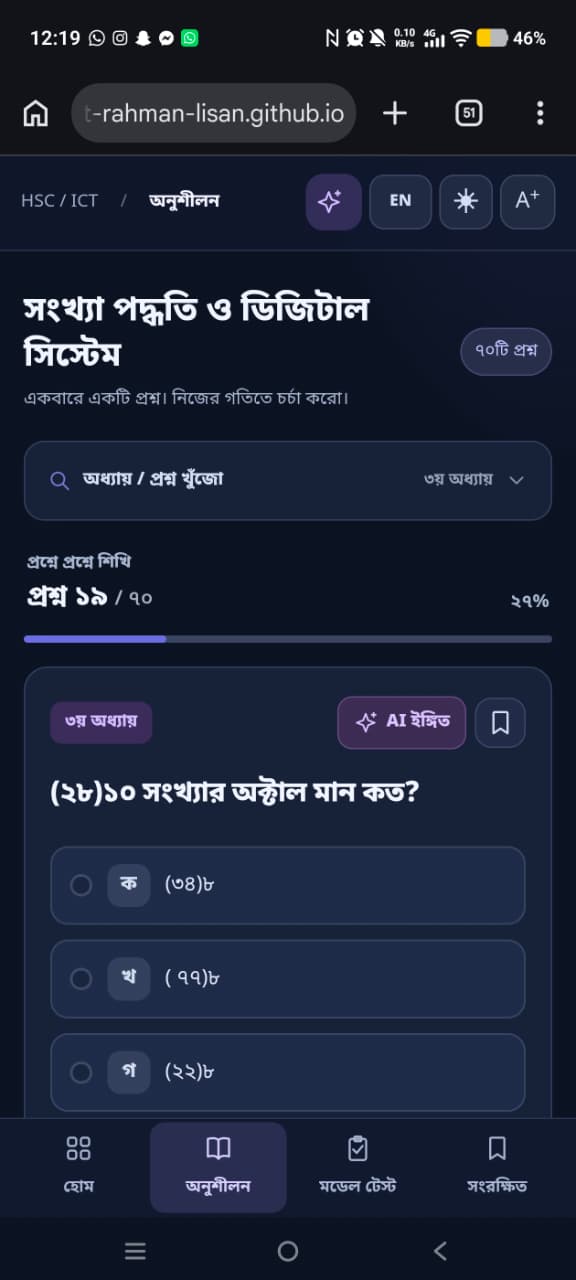 12:19
0.10 KB/s 4G 46%
t-rahman-lisan.github.io
51
HSC / ICT / অনুশীলন
EN
A+
সংখ্যা পদ্ধতি ও ডিজিটাল
সিস্টেম
৭০টি প্রশ্ন
একবারে একটি প্রশ্ন। নিজের গতিতে চর্চা করো।
অধ্যায় / প্রশ্ন খুঁজো
৩য় অধ্যায়
প্রশ্নে প্রশ্নে শিখি
প্রশ্ন ১৯ / ৭০
২৭%
৩য় অধ্যায়
AI ইঙ্গিত
(২৮)১০ সংখ্যার অক্টাল মান কত?
ক (৩৪)৮
খ ( ৭৭)৮
গ (২২)৮
হোম
অনুশীলন
মডেল টেস্ট
সংরক্ষিত